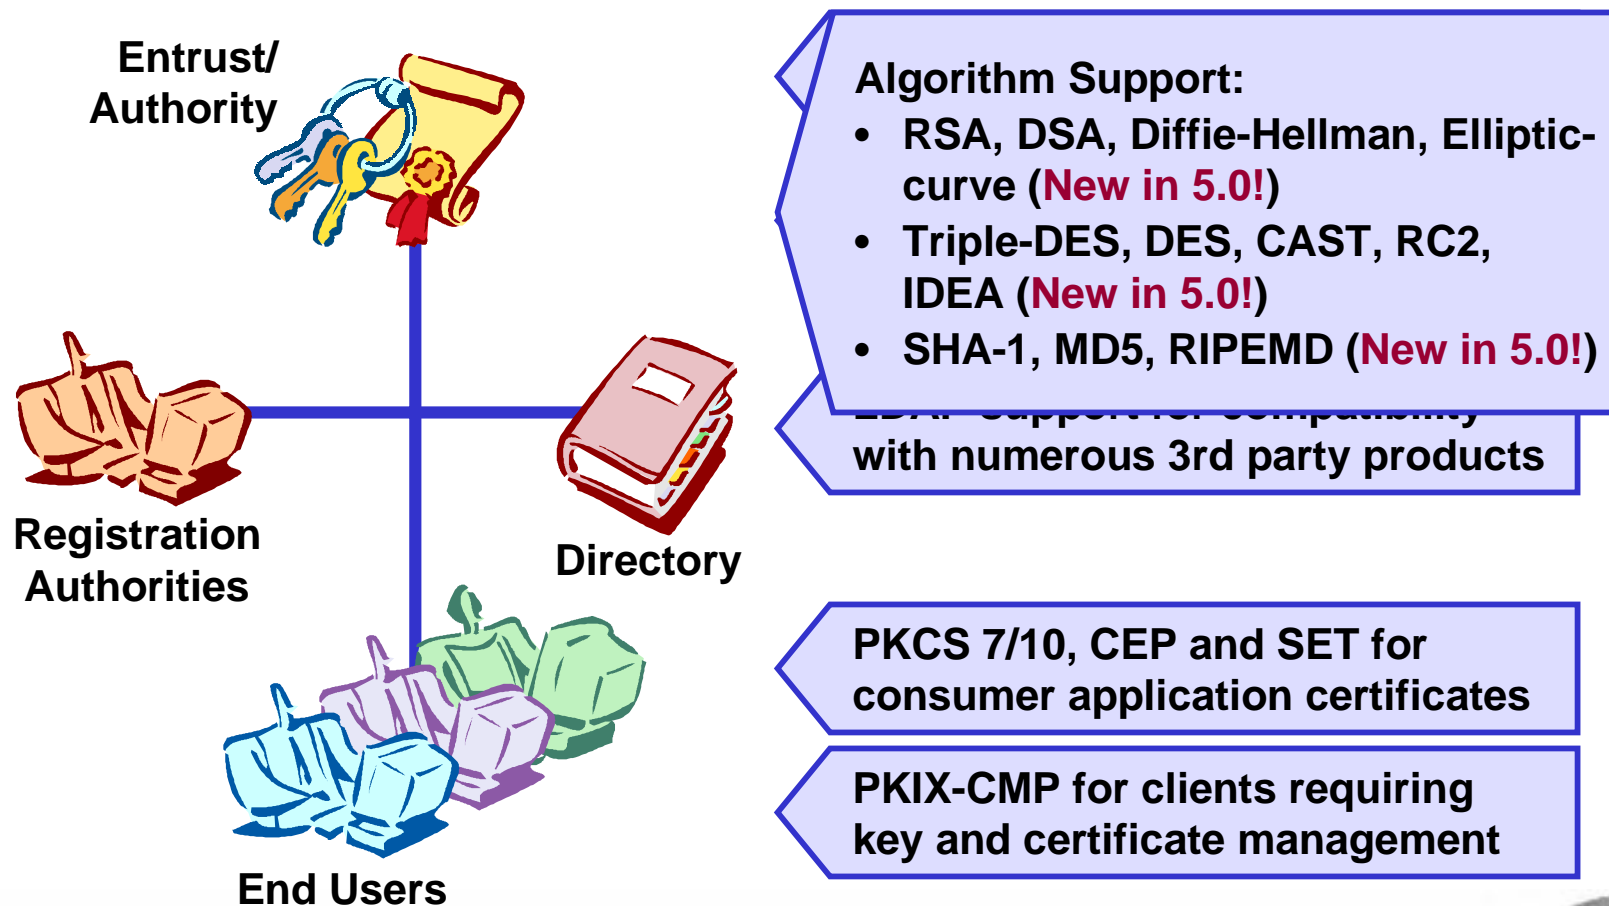 Entrust/
Authority
Algorithm Support:
• RSA, DSA, Diffie-Hellman, Elliptic-
curve (New in 5.0!)
• Triple-DES, DES, CAST, RC2,
IDEA (New in 5.0!)
• SHA-1, MD5, RIPEMD (New in 5.0!)
support for compatibility
with numerous 3rd party products
Registration
Authorities
Directory
PKCS 7/10, CEP and SET for
consumer application certificates
PKIX-CMP for clients requiring
key and certificate management
End Users